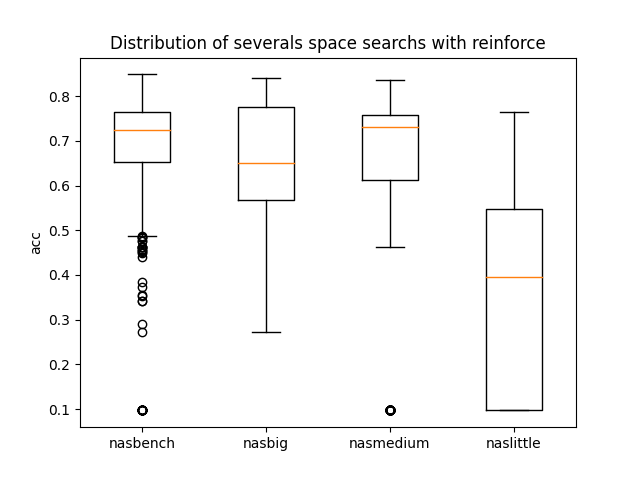 Distribution of severals space searchs with reinforce
0.8
0.7
0.6
0.5
0.4
0.3
0.2
0.1
acc
nasbench nasbig nasmedium naslittle